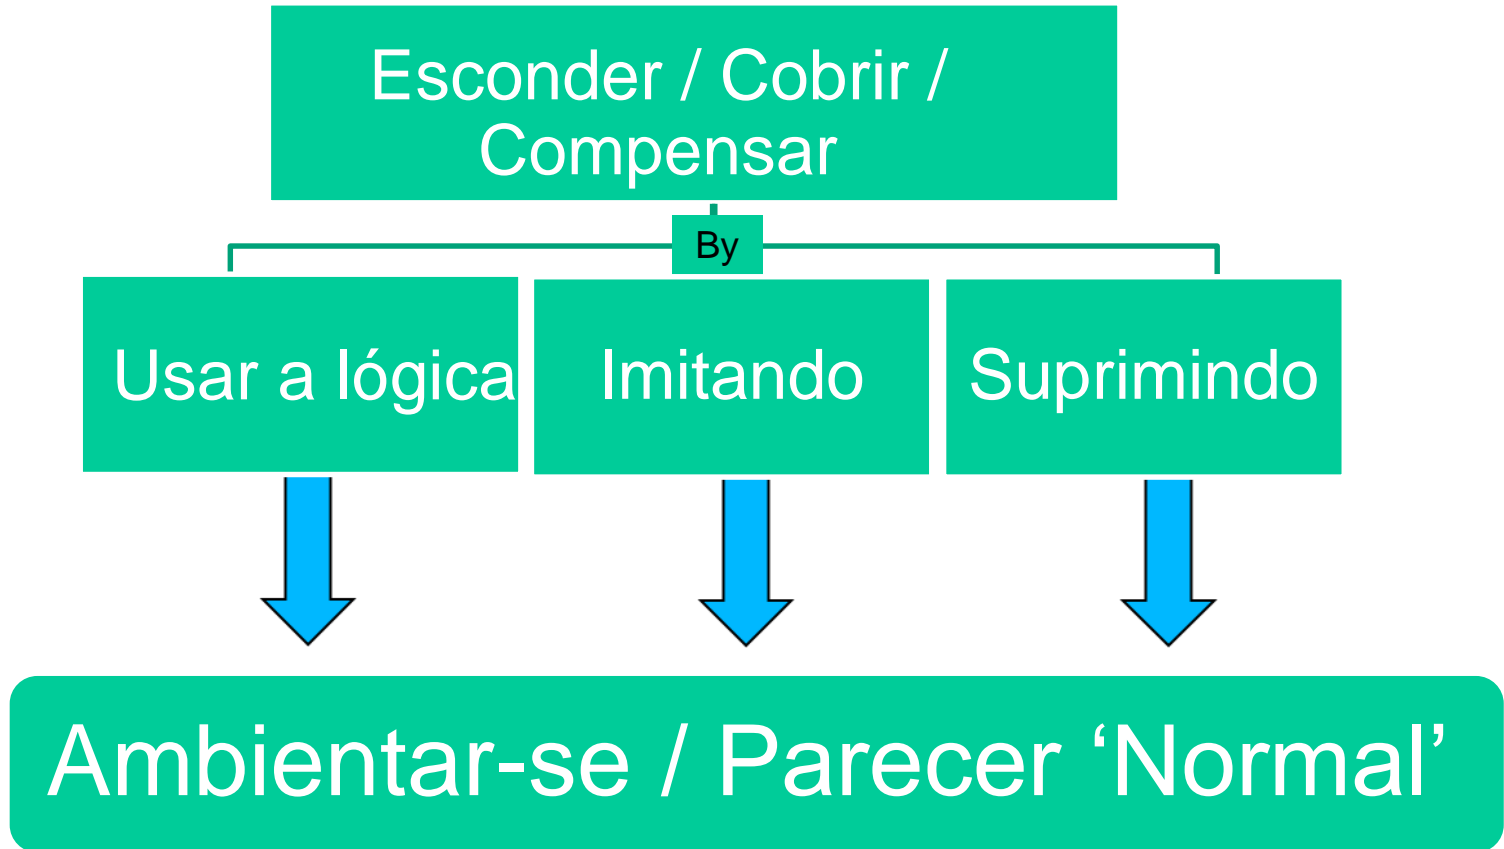 Esconder / Cobrir /
Compensar
By
Usar a lógica
Imitando
Suprimindo
Ambientar-se / Parecer ‘Normal’